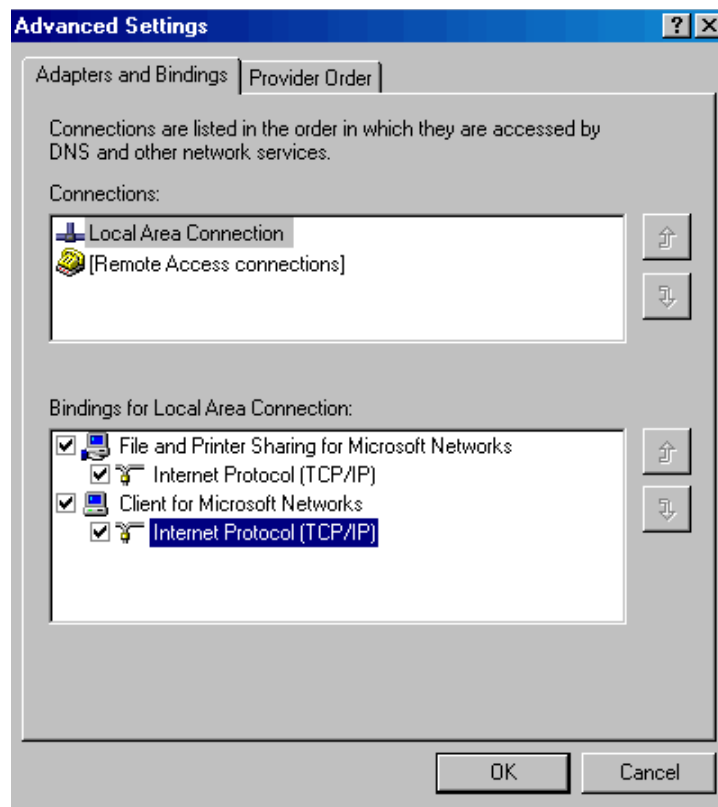 Advanced Settings
Adapters and Bindings
Provider Order
Connections are listed in the order in which they are accessed by
DNS and other network services.
Connections:
Local Area Connection
[Remote Access connections]
Bindings for Local Area Connection:
File and Printer Sharing for Microsoft Networks
Internet Protocol (TCP/IP)
Client for Microsoft Networks
Internet Protocol (TCP/IP)
OK
Cancel